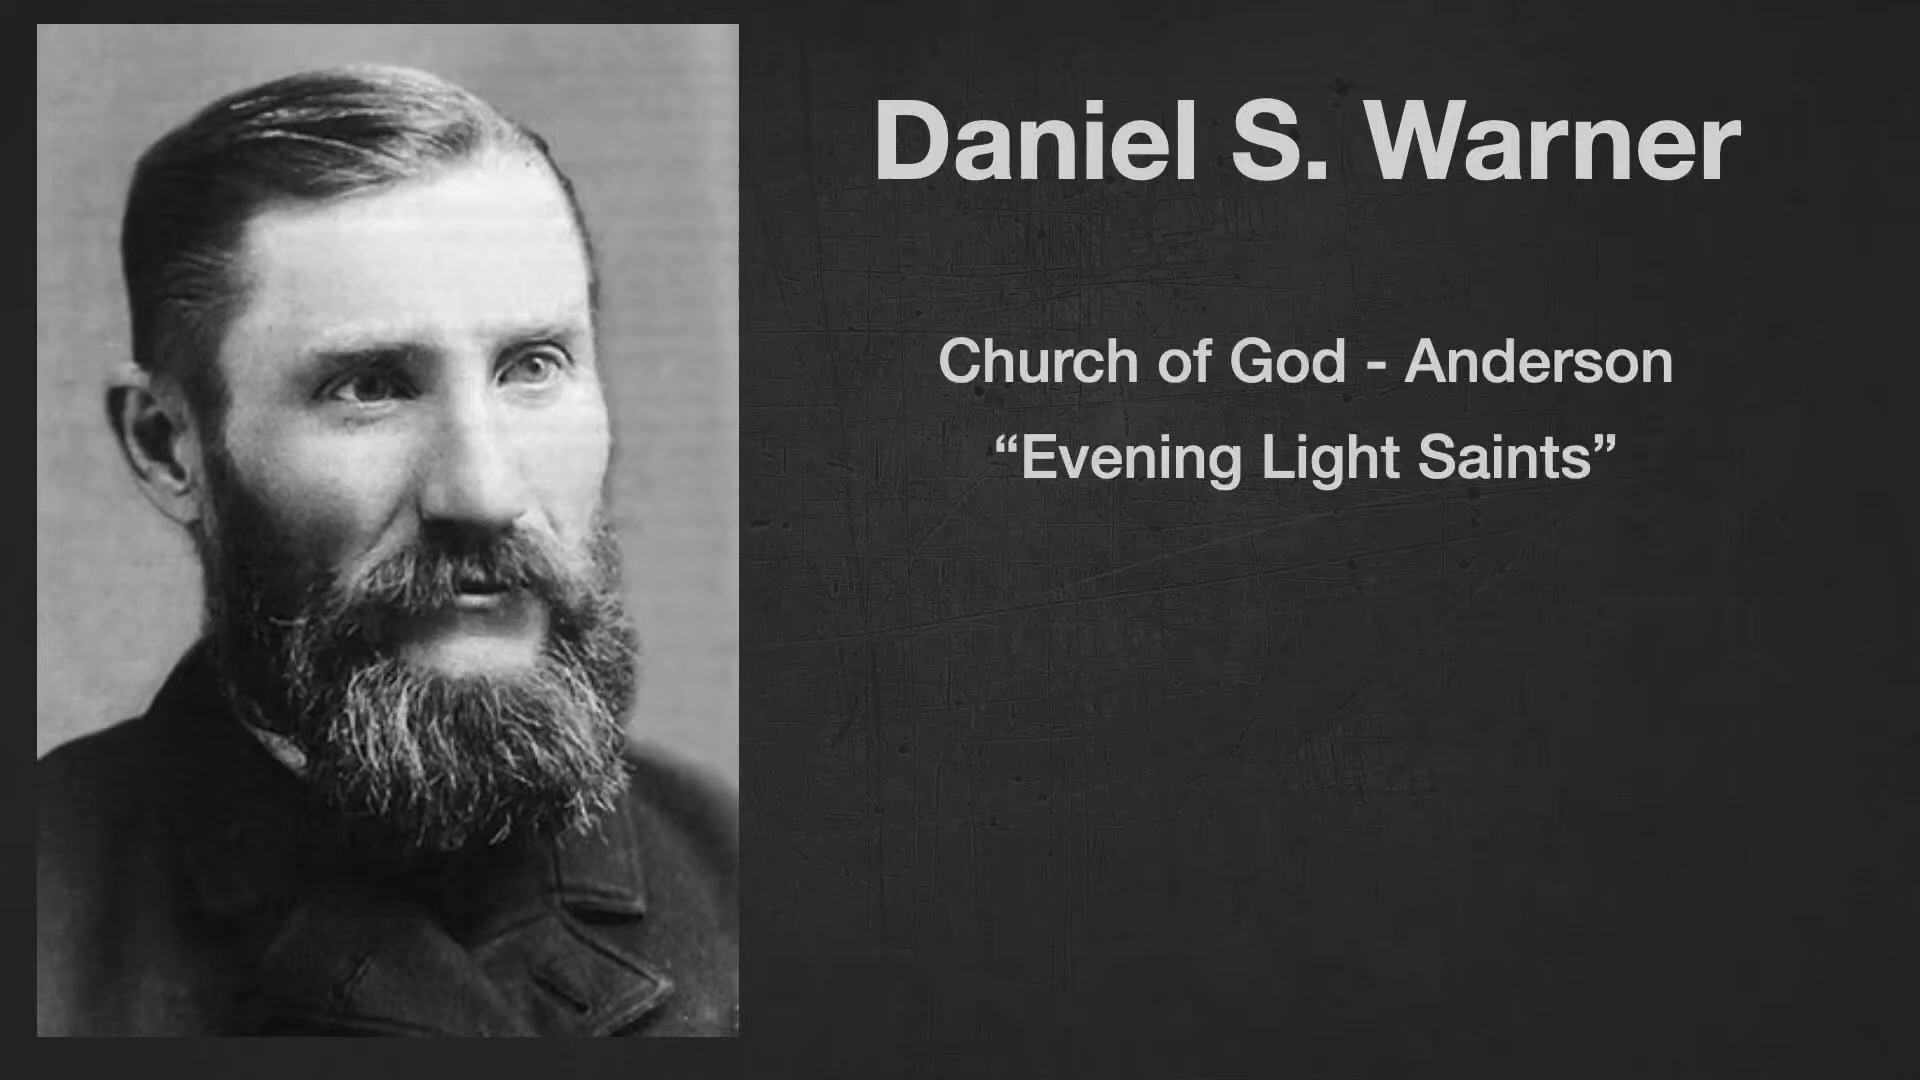 Daniel S. Warner
Church of God - Anderson
“Evening Light Saints”